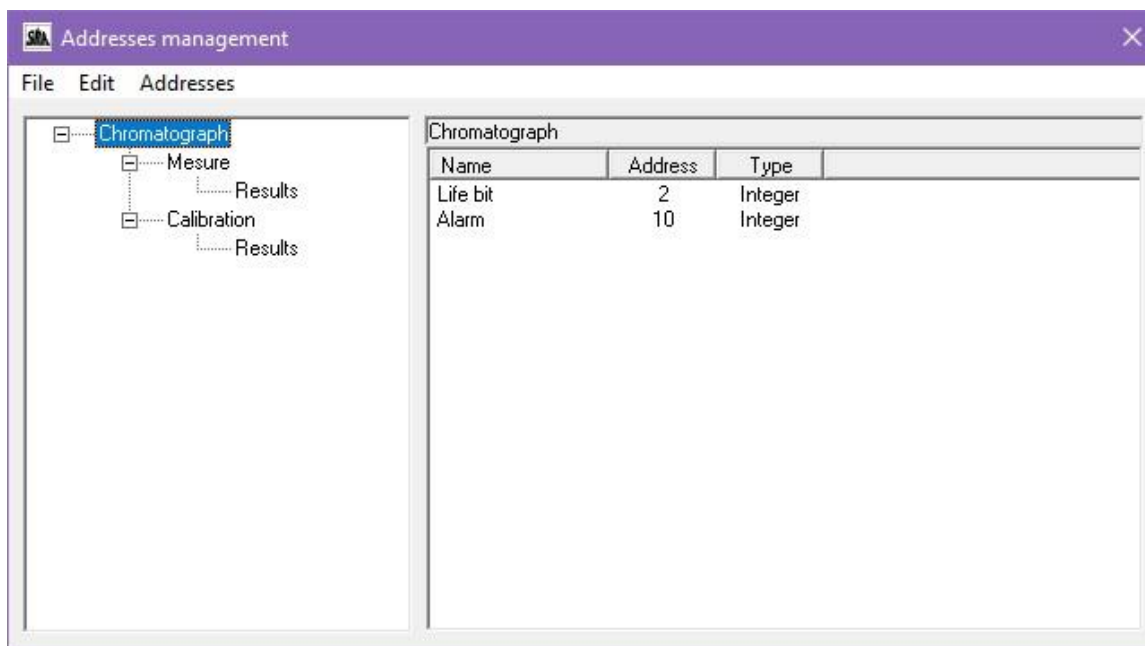 Addresses management
File Edit Addresses
Chromatograph
Mesure
Results
Calibration
Results
Chromatograph
Name Address Type
Life bit 2 Integer
Alarm 10 Integer